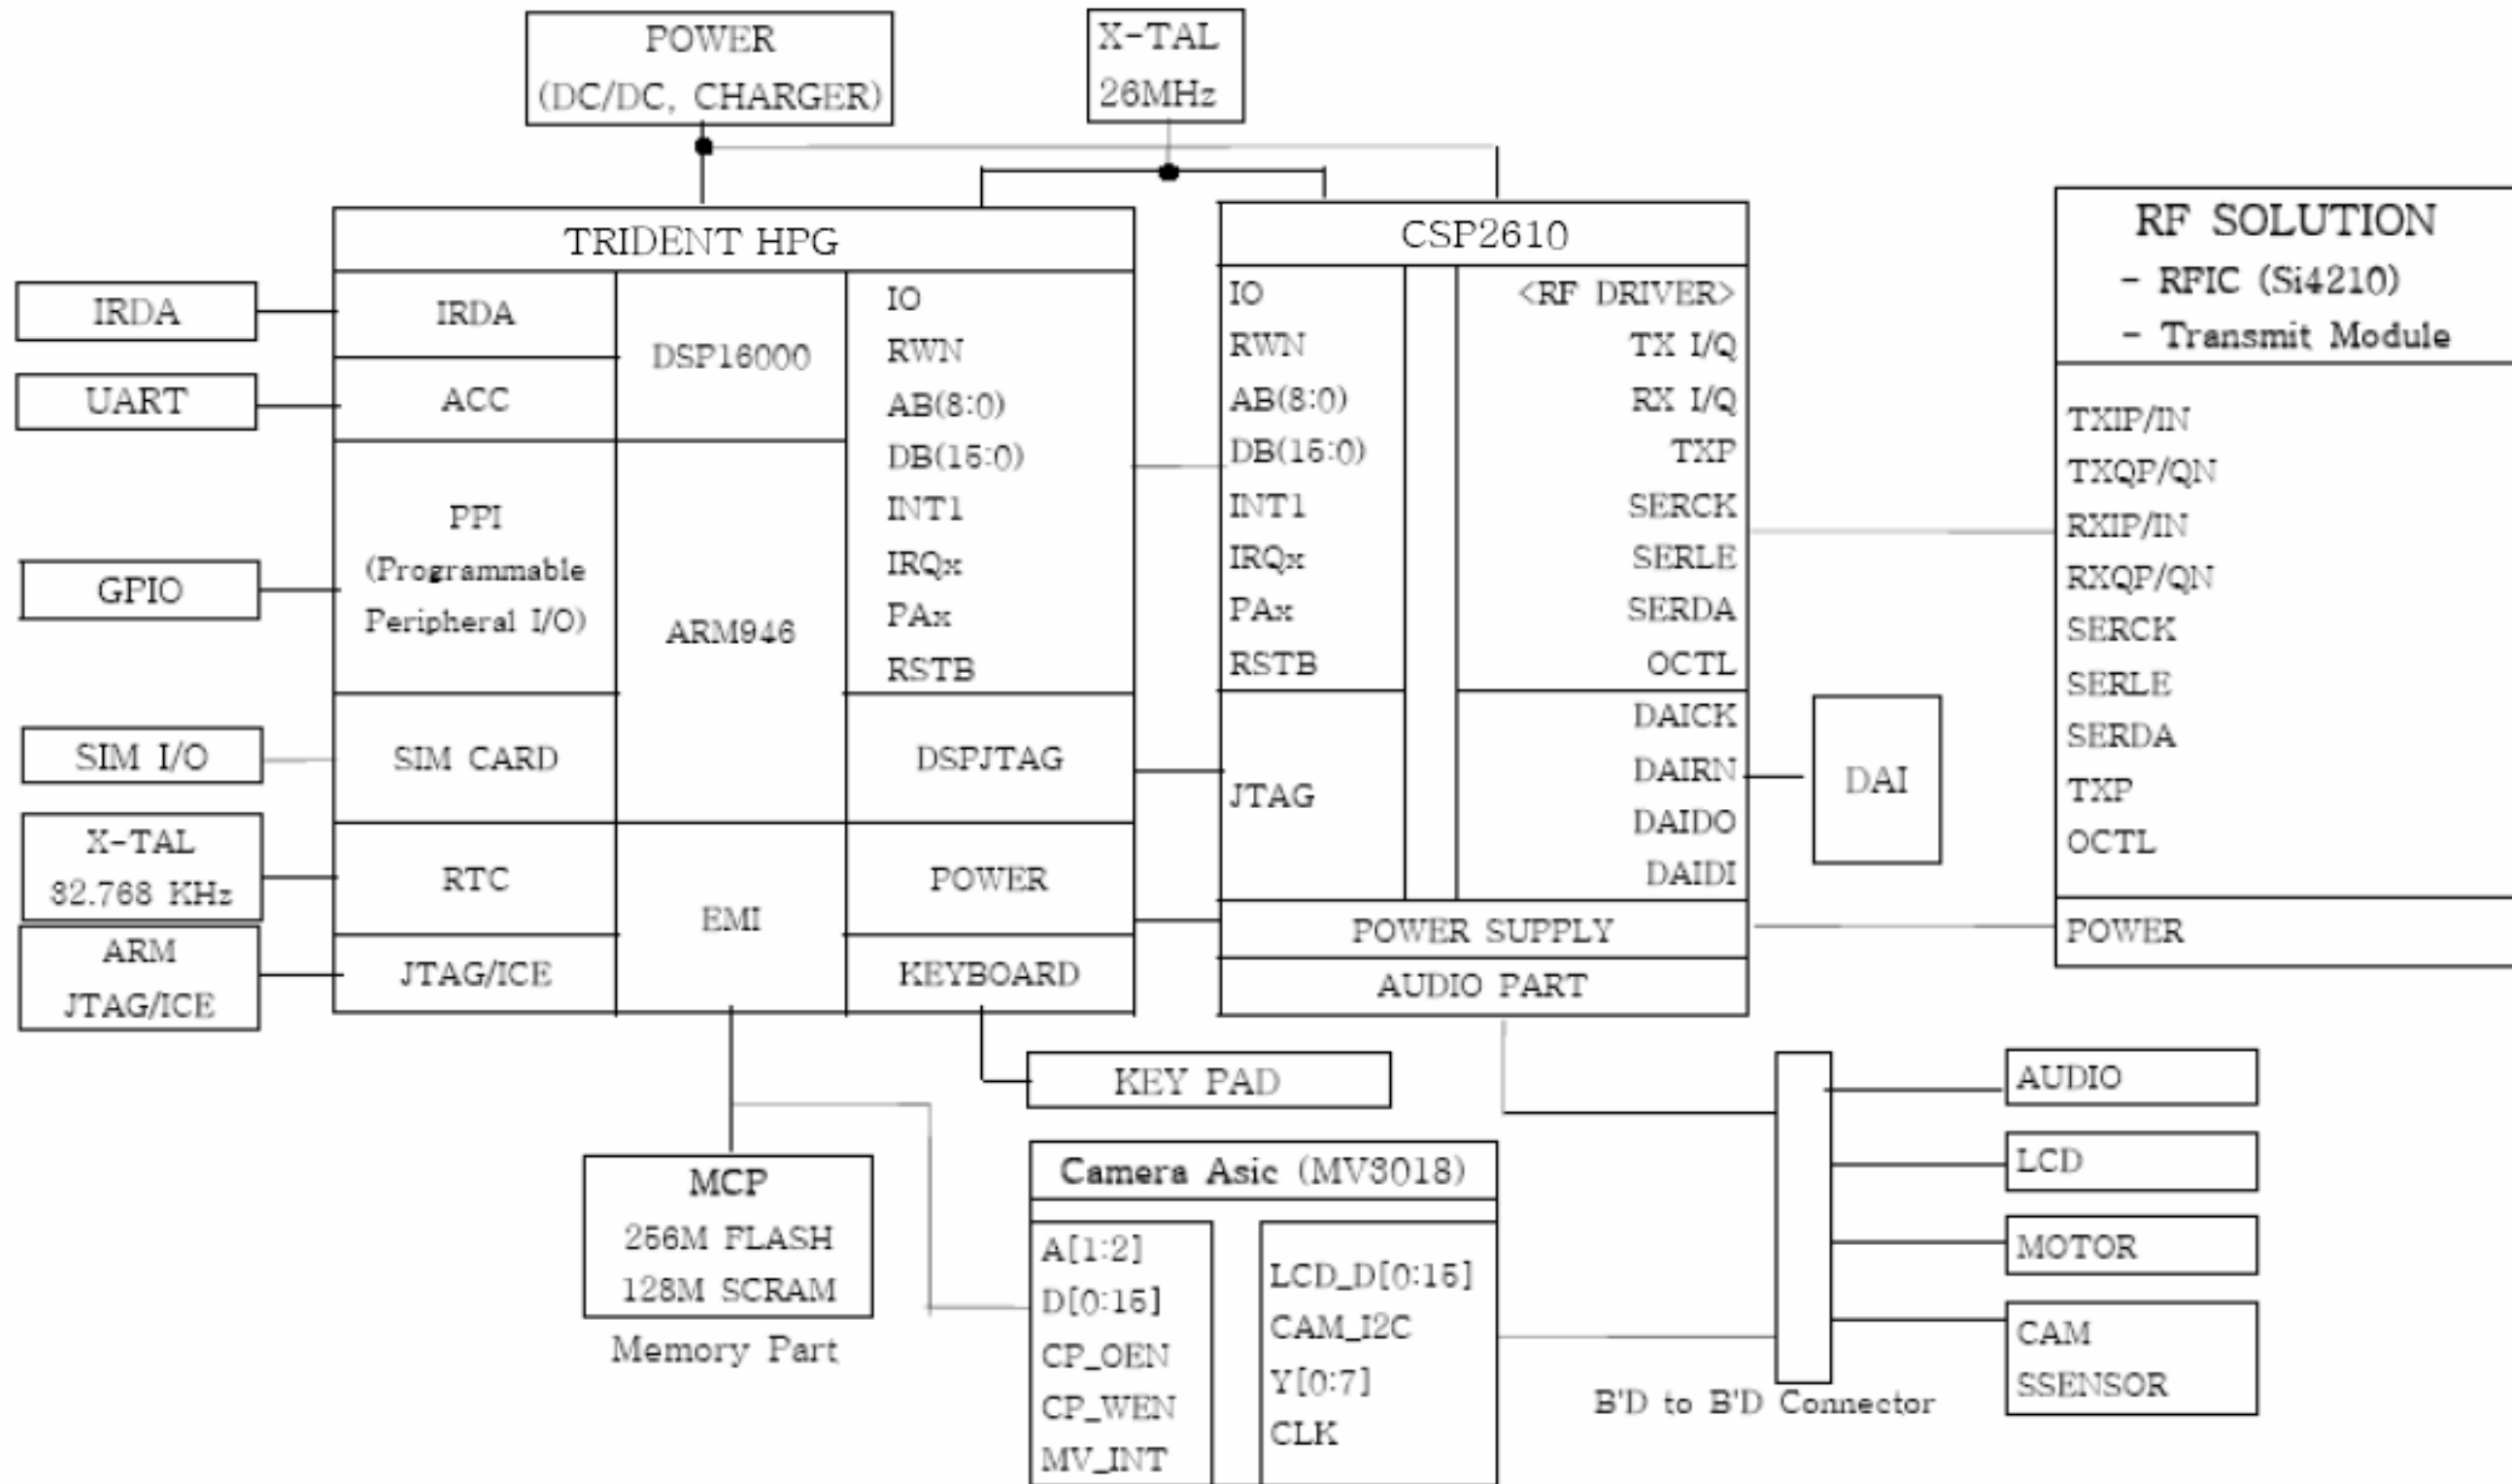 POWER
(DC/DC, CHARGER)
X-TAL
26MHz
TRIDENT HPG
IRDA
ACC
PPI
(Programmable
Peripheral I/O)
SIM CARD
RTC
JTAG/ICE
DSP16000
ARM946
EMI
IO
RWN
AB(8:0)
DB(15:0)
INT1
IRQx
PAx
RSTB
DSPJTAG
POWER
KEYBOARD
IRDA
UART
GPIO
SIM I/O
X-TAL
32.768 KHz
ARM
JTAG/ICE
CSP2610
IO
RWN
AB(8:0)
DB(15:0)
INT1
IRQx
PAx
RSTB
JTAG
<RF DRIVER>
TX I/Q
RX I/Q
TXP
SERCK
SERLE
SERDA
OCTL
DAICK
DAIRN
DAIDO
DAIDI
POWER SUPPLY
AUDIO PART
DAI
RF SOLUTION
- RFIC (Si4210)
- Transmit Module
TXIP/IN
TXQP/QN
RXIP/IN
RXQP/QN
SERCK
SERLE
SERDA
TXP
OCTL
POWER
KEY PAD
MCP
256M FLASH
128M SCRAM
Memory Part
Camera Asic (MV3018)
A[1:2]
D[0:15]
CP_OEN
CP_WEN
MV_INT
LCD_D[0:15]
CAM_I2C
Y[0:7]
CLK
B'D to B'D Connector
AUDIO
LCD
MOTOR
CAM
SSENSOR